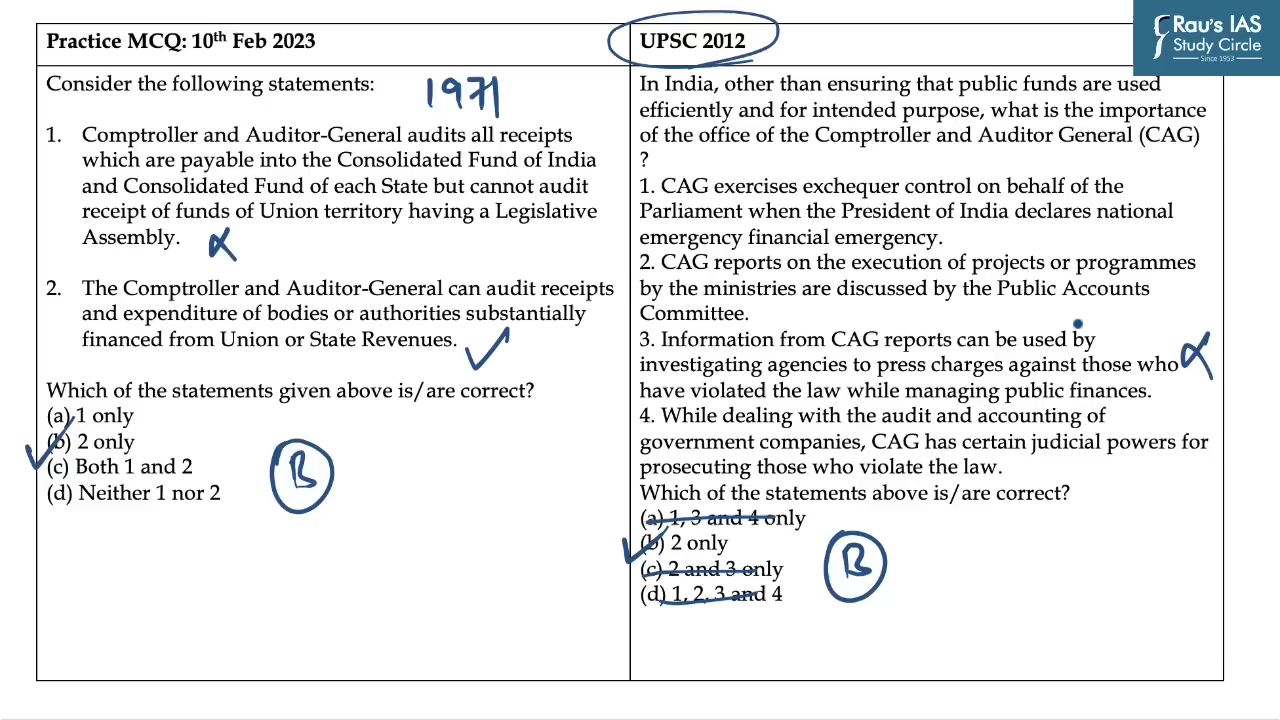 Practice MCQ: 10th Feb 2023
Consider the following statements:
1971
1. Comptroller and Auditor-General audits all receipts
which are payable into the Consolidated Fund of India
and Consolidated Fund of each State but cannot audit
receipt of funds of Union territory having a Legislative
Assembly.
2. The Comptroller and Auditor-General can audit receipts
and expenditure of bodies or authorities substantially
financed from Union or State Revenues.
Which of the statements given above is/are correct?
(a) 1 only
(b) 2 only
(c) Both 1 and 2
(d) Neither 1 nor 2
B
UPSC 2012
In India, other than ensuring that public funds are used
efficiently and for intended purpose, what is the importance
of the office of the Comptroller and Auditor General (CAG)
?
1. CAG exercises exchequer control on behalf of the
Parliament when the President of India declares national
emergency financial emergency.
2. CAG reports on the execution of projects or programmes
by the ministries are discussed by the Public Accounts
Committee.
3. Information from CAG reports can be used by
investigating agencies to press charges against those who
have violated the law while managing public finances.
4. While dealing with the audit and accounting of
government companies, CAG has certain judicial powers for
prosecuting those who violate the law.
Which of the statements above is/are correct?
(a) 1, 3 and 4 only
(b) 2 only
(c) 2 and 3 only
(d) 1, 2, 3 and 4
B
Rau's IAS
Study Circle
Since 1953